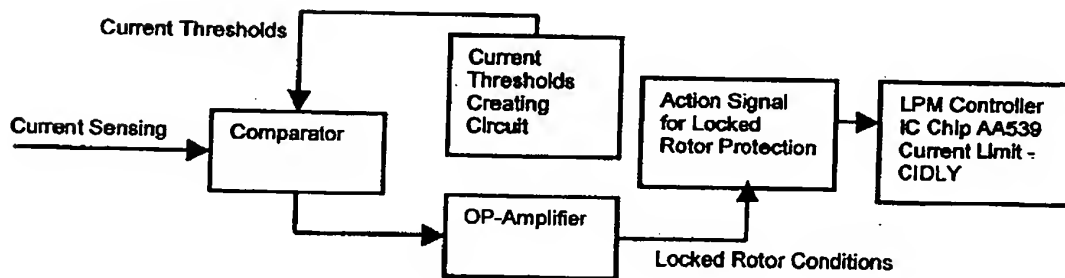 Current Thresholds
Current
Thresholds
Creating
Circuit
Current Sensing
Comparator
Action Signal
for Locked
Rotor Protection
LPM Controller
IC Chip AA539
Current Limit -
CIDLY
OP-Amplifier
Locked Rotor Conditions